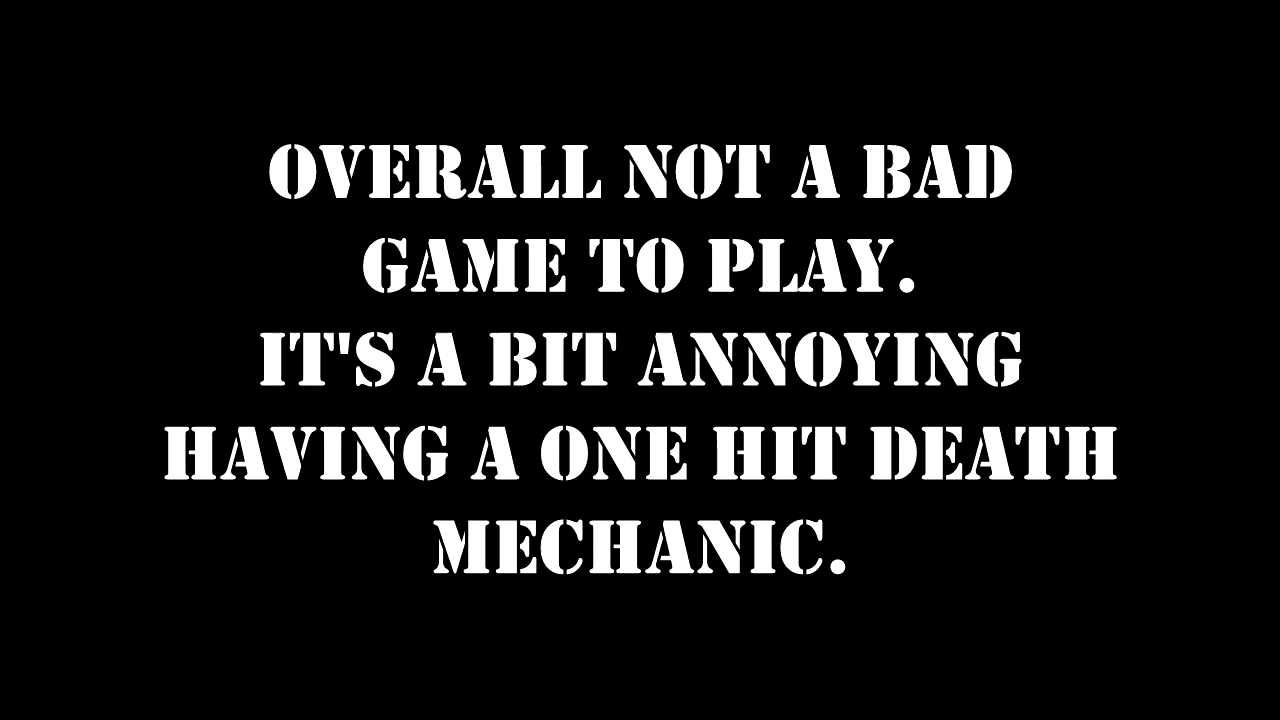 OVERALL NOT A BAD
GAME TO PLAY.
IT'S A BIT ANNOYING
HAVING A ONE HIT DEATH
MECHANIC.